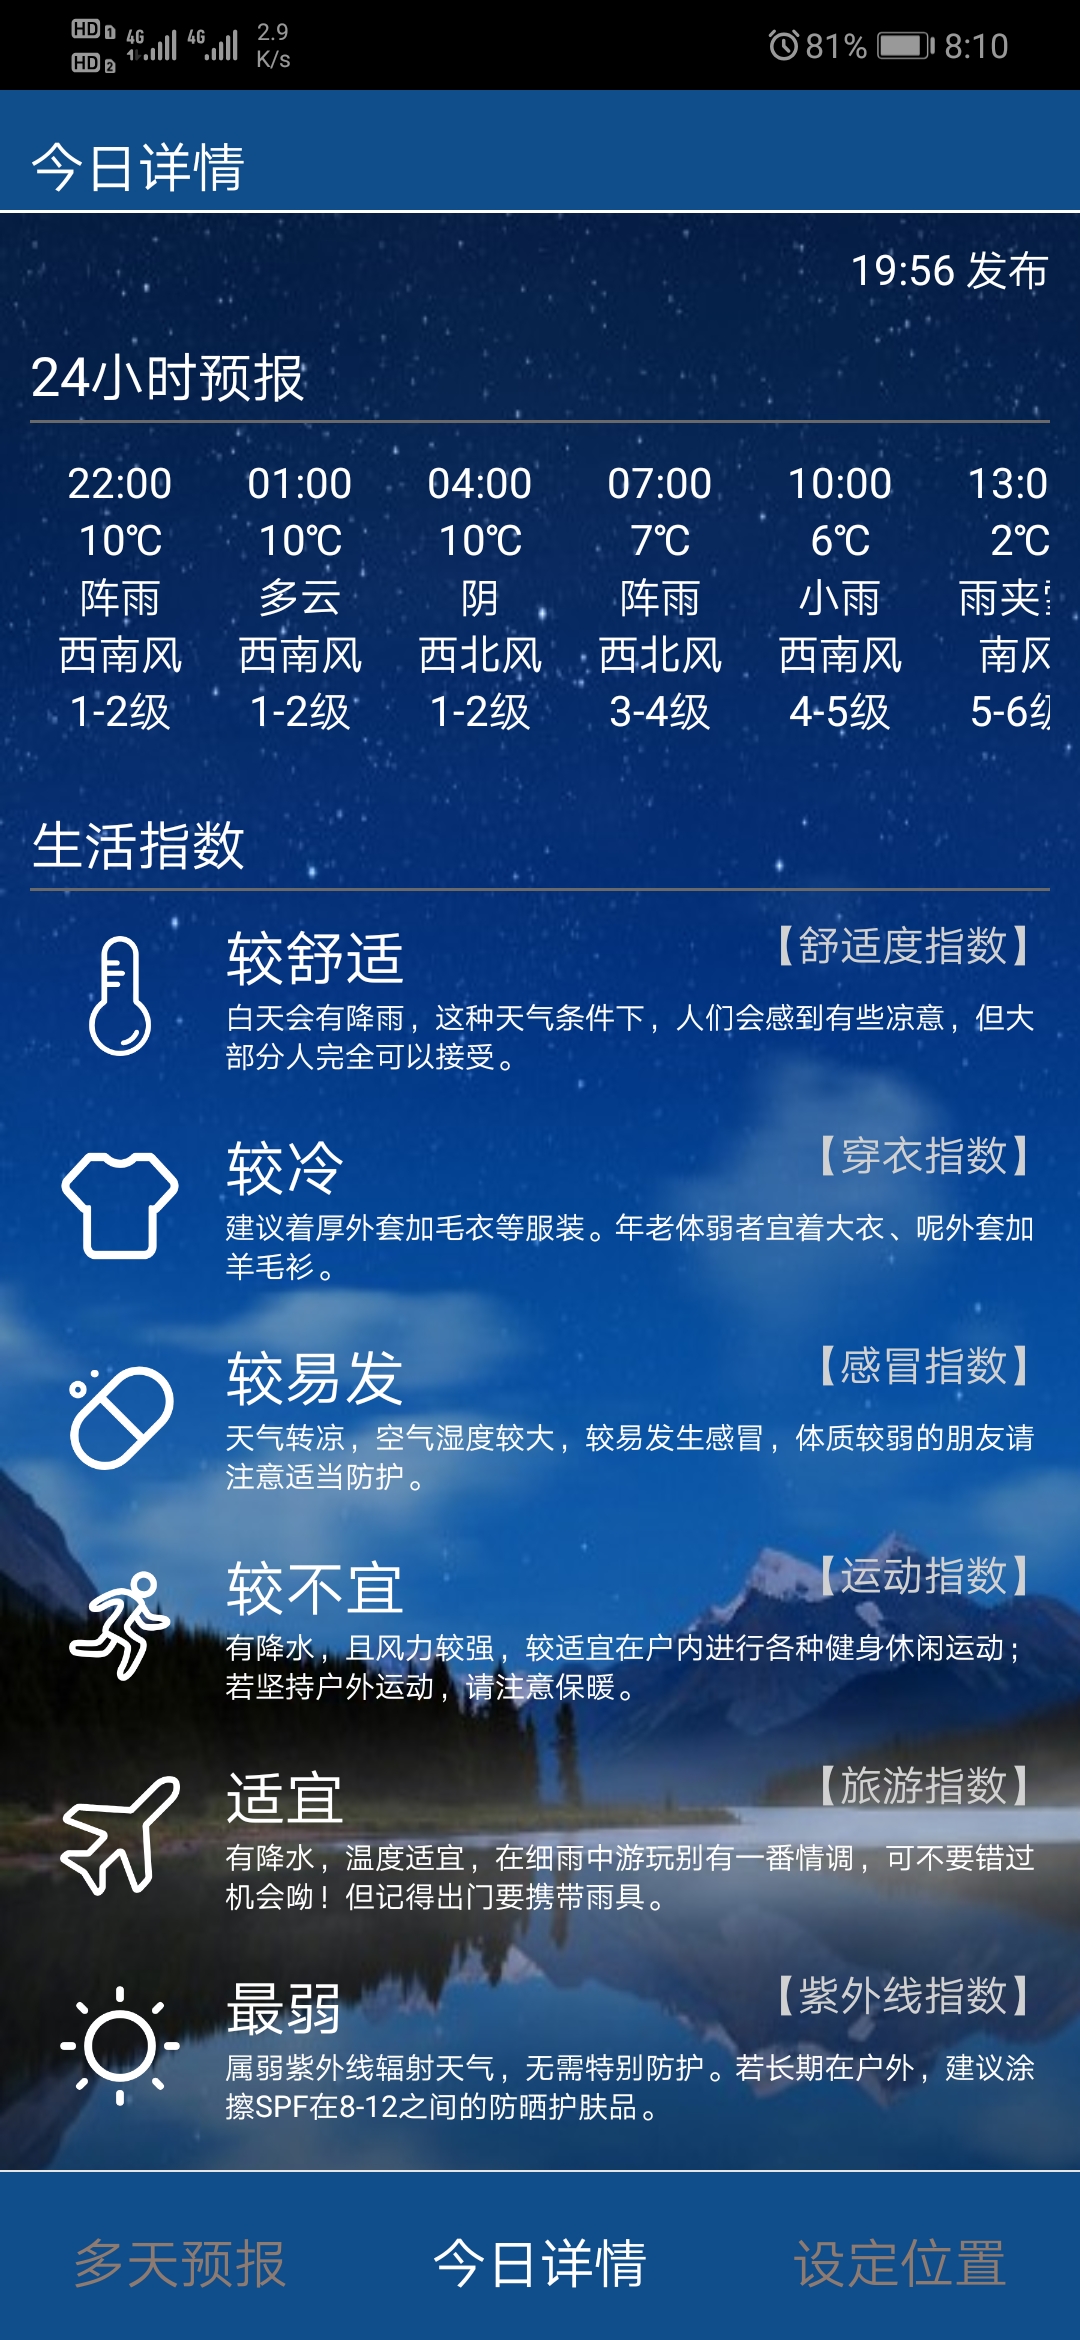 HD 1 4G 4G 2.9
HD 2 K/s
81% 8:10
今日详情
19:56 发布
24小时预报
22:00 01:00 04:00 07:00 10:00 13:0
10℃ 10℃ 10℃ 7℃ 6℃ 2℃
阵雨 多云 阴 阵雨 小雨 雨夹
西南风 西南风 西北风 西北风 西南风 南风
1-2级 1-2级 1-2级 3-4级 4-5级 5-6级
生活指数
较舒适 【舒适度指数】
白天会有降雨，这种天气条件下，人们会感到有些凉意，但大
部分人完全可以接受。
较冷 【穿衣指数】
建议着厚外套加毛衣等服装。年老体弱者宜着大衣、呢外套加
羊毛衫。
较易发 【感冒指数】
天气转凉，空气湿度较大，较易发生感冒，体质较弱的朋友请
注意适当防护。
较不宜 【运动指数】
有降水，且风力较强，较适宜在户内进行各种健身休闲运动；
若坚持户外运动，请注意保暖。
适宜 【旅游指数】
有降水，温度适宜，在细雨中游玩别有一番情调，可不要错过
机会呦！但记得出门要携带雨具。
最弱 【紫外线指数】
属弱紫外线辐射天气，无需特别防护。若长期在户外，建议涂
擦SPF在8-12之间的防晒护肤品。
多天预报 今日详情 设定位置